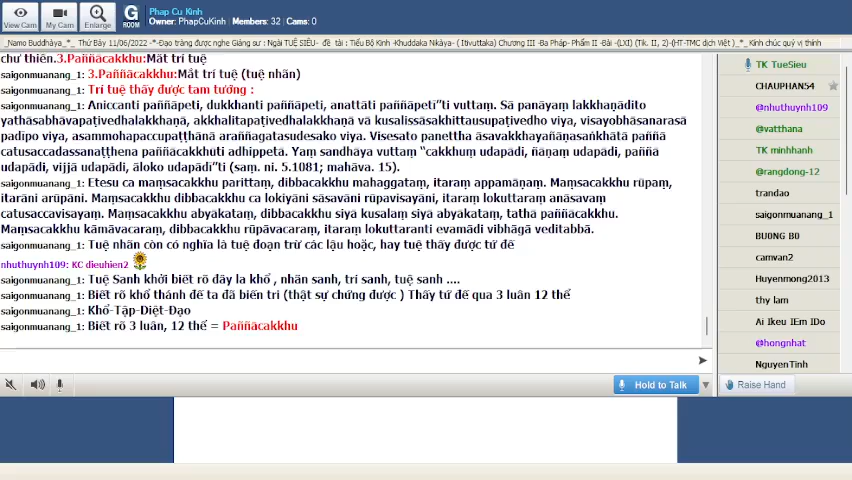 Phap Cu Kinh
Owner: PhapCuKinh | Members: 32 | Cams: 0
View Cam
My Cam
Enlarge
G
ROOM
_Namo Buddhāya_*_ Thứ Bảy 11/06/2022 -*-Đạo tràng được nghe Giảng sư : Ngài TUỆ SIÊU- đề tài : Tiểu Bộ Kinh -Khuddaka Nikàya- ( Itivuttaka) Chương III -Ba Pháp- Phẩm II -Bài -(LXI) (Tik. II, 2)-(HT-TMC dịch Việt )_*_ Kính chúc quý vị thính
chư thiên.3.Paññācakkhu:Mắt trí tuệ
saigonmuanang_1: 3.Paññācakkhu:Mắt trí tuệ (tuệ nhãn)
saigonmuanang_1: Trí tuệ thấy được tam tướng :
saigonmuanang_1: Aniccanti paññāpeti, dukkhanti paññāpeti, anattāti paññāpeti"ti vuttaṃ. Sā panāyaṃ lakkhaṇādito
yathāsabhāvapaṭivedhalakkhaṇā, akkhalitapaṭivedhalakkhaṇā vā kusalissāsakhittausupaṭivedho viya, visayobhāsanarasā
padīpo viya, asammohapaccupaṭṭhānā araññagatasudesako viya. Visesato panettha āsavakkhayañāṇasaṅkhātā paññā
catusaccadassanaṭṭhena paññācakkhūti adhippetā. Yaṃ sandhāya vuttaṃ "cakkhuṃ udapādi, ñāṇaṃ udapādi, paññā
udapādi, vijjā udapādi, āloko udapādi"ti (saṃ. ni. 5.1081; mahāva. 15).
saigonmuanang_1: Etesu ca maṃsacakkhu parittaṃ, dibbacakkhu mahaggataṃ, itaraṃ appamāṇaṃ. Maṃsacakkhu rūpaṃ,
itarāni arūpāni. Maṃsacakkhu dibbacakkhu ca lokiyāni sāsavāni rūpavisayāni, itaraṃ lokuttaraṃ anāsavaṃ
catusaccavisayaṃ. Maṃsacakkhu abyākataṃ, dibbacakkhu siyā kusalaṃ siyā abyākataṃ, tathā paññācakkhu.
Maṃsacakkhu kāmāvacaraṃ, dibbacakkhu rūpāvacaraṃ, itaraṃ lokuttaranti evamādi vibhāgā veditabbā.
saigonmuanang_1: Tuệ nhãn còn có nghĩa là tuệ đoạn trừ các lậu hoặc, hay tuệ thấy được tứ đế
nhuthuynh109: KC dieuhien2
saigonmuanang_1: Tuệ Sanh khởi biết rõ đây la khổ , nhãn sanh, trí sanh, tuệ sanh ....
saigonmuanang_1: Biết rõ khổ thánh đế ta đã biến tri (thật sự chứng được ) Thấy tứ đế qua 3 luân 12 thể
saigonmuanang_1: Khổ-Tập-Diệt-Đạo
saigonmuanang_1: Biết rõ 3 luân, 12 thể = Paññācakkhu
Hold to Talk
TK TueSieu
CHAUPHAN54
@nhuthuynh109
@vatthana
TK minhhanh
@rangdong-12
trandao
saigonmuanang_1
BU0NG B0
camvan2
Huyenmong2013
thy lam
Ai Ikeu IEm IDo
@hongnhat
NguyenTinh
Raise Hand